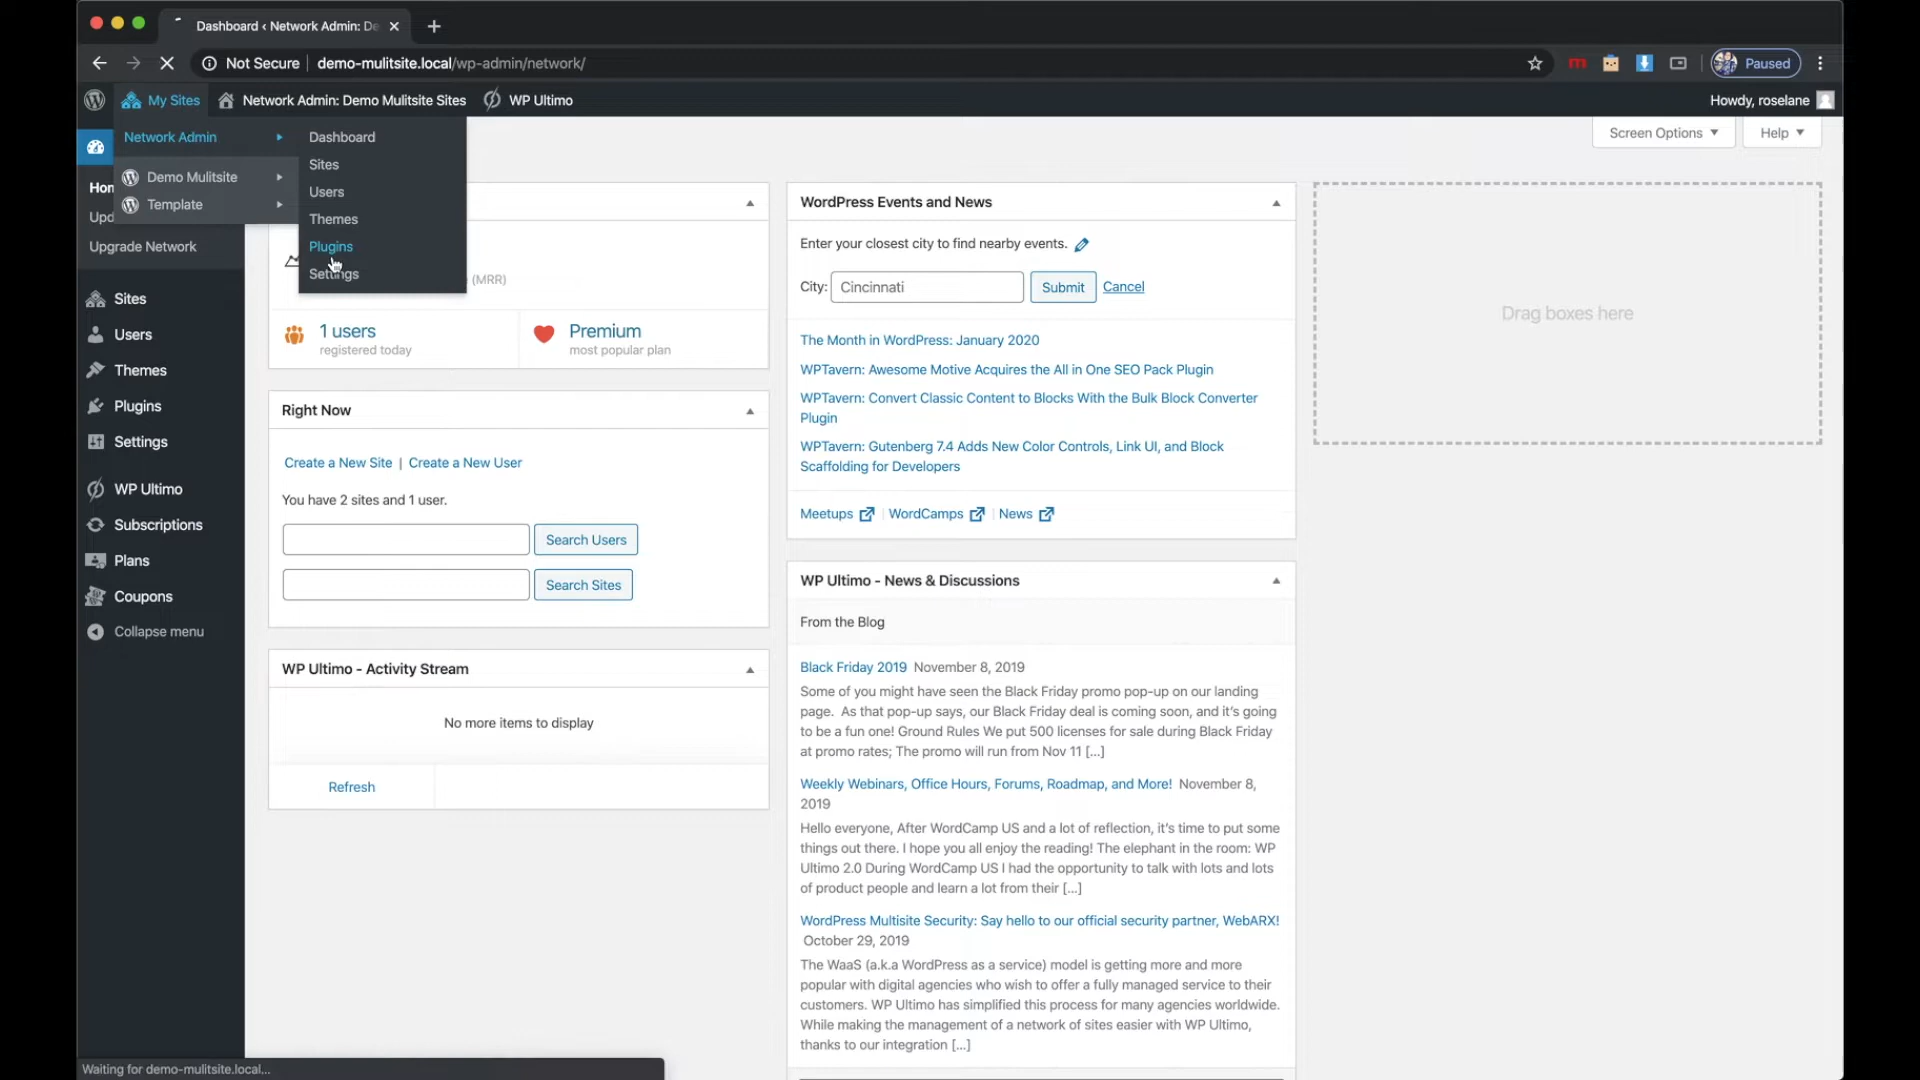 Dashboard ‹ Network Admin: De
Not Secure
demo-mulitsite.local/wp-admin/network/
Paused
My Sites
Network Admin: Demo Mulitsite Sites
WP Ultimo
Howdy, roselane
Network Admin
Demo Mulitsite
Template
Dashboard
Sites
Users
Themes
Plugins
Settings
Screen Options
Help
Hon
Upd
Upgrade Network
Sites
Users
Themes
Plugins
Settings
WP Ultimo
Subscriptions
Plans
Coupons
Collapse menu
(MRR)
1 users
registered today
Premium
most popular plan
Right Now
Create a New Site | Create a New User
You have 2 sites and 1 user.
Search Users
Search Sites
WP Ultimo - Activity Stream
No more items to display
Refresh
WordPress Events and News
Enter your closest city to find nearby events.
City: Cincinnati Submit Cancel
The Month in WordPress: January 2020
WPTavern: Awesome Motive Acquires the All in One SEO Pack Plugin
WPTavern: Convert Classic Content to Blocks With the Bulk Block Converter
Plugin
WPTavern: Gutenberg 7.4 Adds New Color Controls, Link UI, and Block
Scaffolding for Developers
Meetups | WordCamps | News
WP Ultimo - News & Discussions
From the Blog
Black Friday 2019 November 8, 2019
Some of you might have seen the Black Friday promo pop-up on our landing
page. As that pop-up says, our Black Friday deal is coming soon, and it's going
to be a fun one! Ground Rules We put 500 licenses for sale during Black Friday
at promo rates; The promo will run from Nov 11 [...]
Weekly Webinars, Office Hours, Forums, Roadmap, and More! November 8,
2019
Hello everyone, After WordCamp US and a lot of reflection, it's time to put some
things out there. I hope you all enjoy the reading! The elephant in the room: WP
Ultimo 2.0 During WordCamp US I had the opportunity to talk with lots and lots
of product people and learn a lot from their [...]
WordPress Multisite Security: Say hello to our official security partner, WebARX!
October 29, 2019
The WaaS (a.k.a WordPress as a service) model is getting more and more
popular with digital agencies who wish to offer a fully managed service to their
customers. WP Ultimo has simplified this process for many agencies worldwide.
While making the management of a network of sites easier with WP Ultimo,
thanks to our integration [...]
Drag boxes here
Waiting for demo-mulitsite.local...